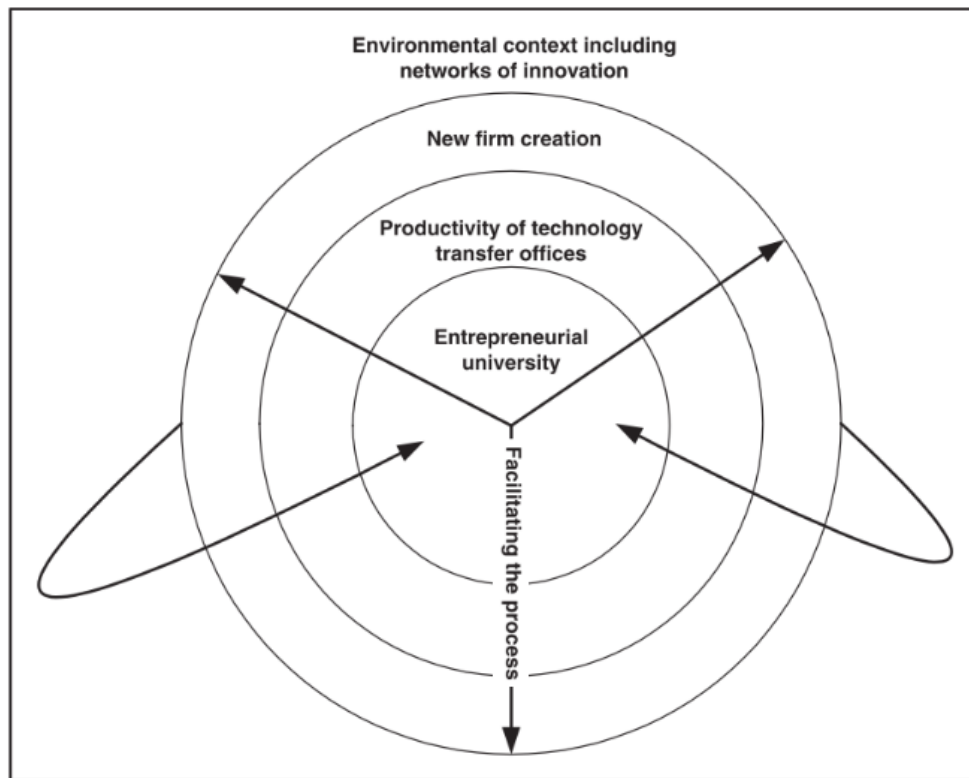 Environmental context including
networks of innovation
New firm creation
Productivity of technology
transfer offices
Entrepreneurial
university
Facilitating the process